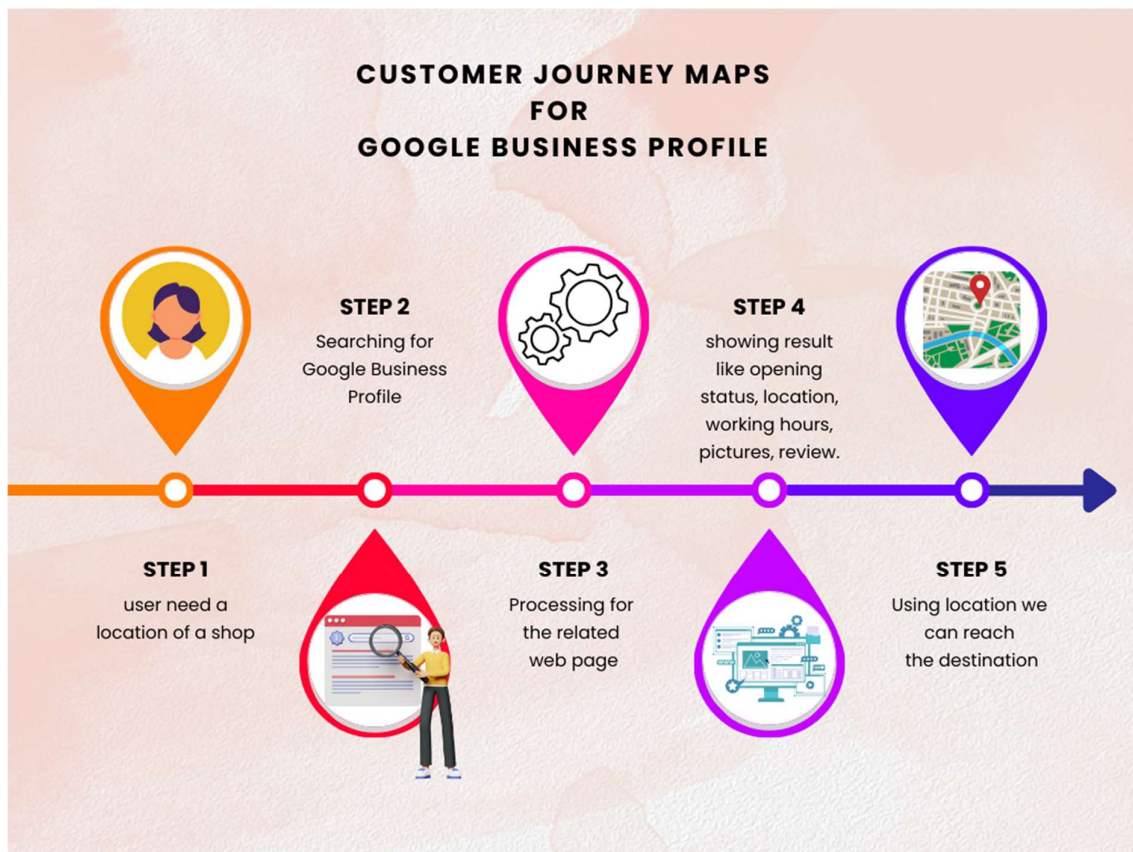 CUSTOMER JOURNEY MAPS
FOR
GOOGLE BUSINESS PROFILE
STEP 1
user need a
location of a shop
STEP 2
Searching for
Google Business
Profile
STEP 3
Processing for
the related
web page
STEP 4
showing result
like opening
status, location,
working hours,
pictures, review.
STEP 5
Using location we
can reach
the destination